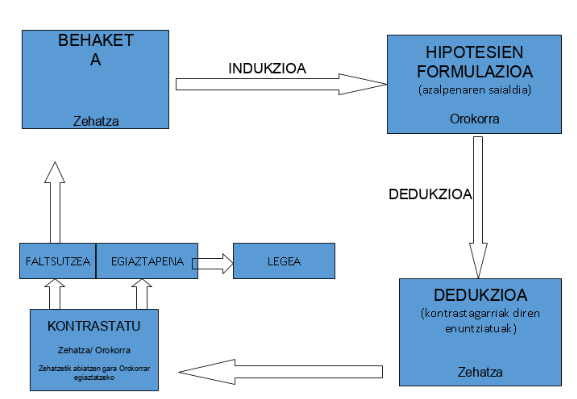 BEHAKET
A
Zehatza
INDUKZIOA
HIPOTESIEN
FORMULAZIOA
(azalpenaren saialdia)
Orokorra
DEDUKZIOA
DEDUKZIOA
(kontrastagarriak diren
enuntziatuak)
Zehatza
FALTSUTZEA
EGIAZTAPENA
LEGEA
KONTRASTATU
Zehatza/ Orokorra
Zehatzetik abiatzen gara Orokorrar
egiaztatzeko